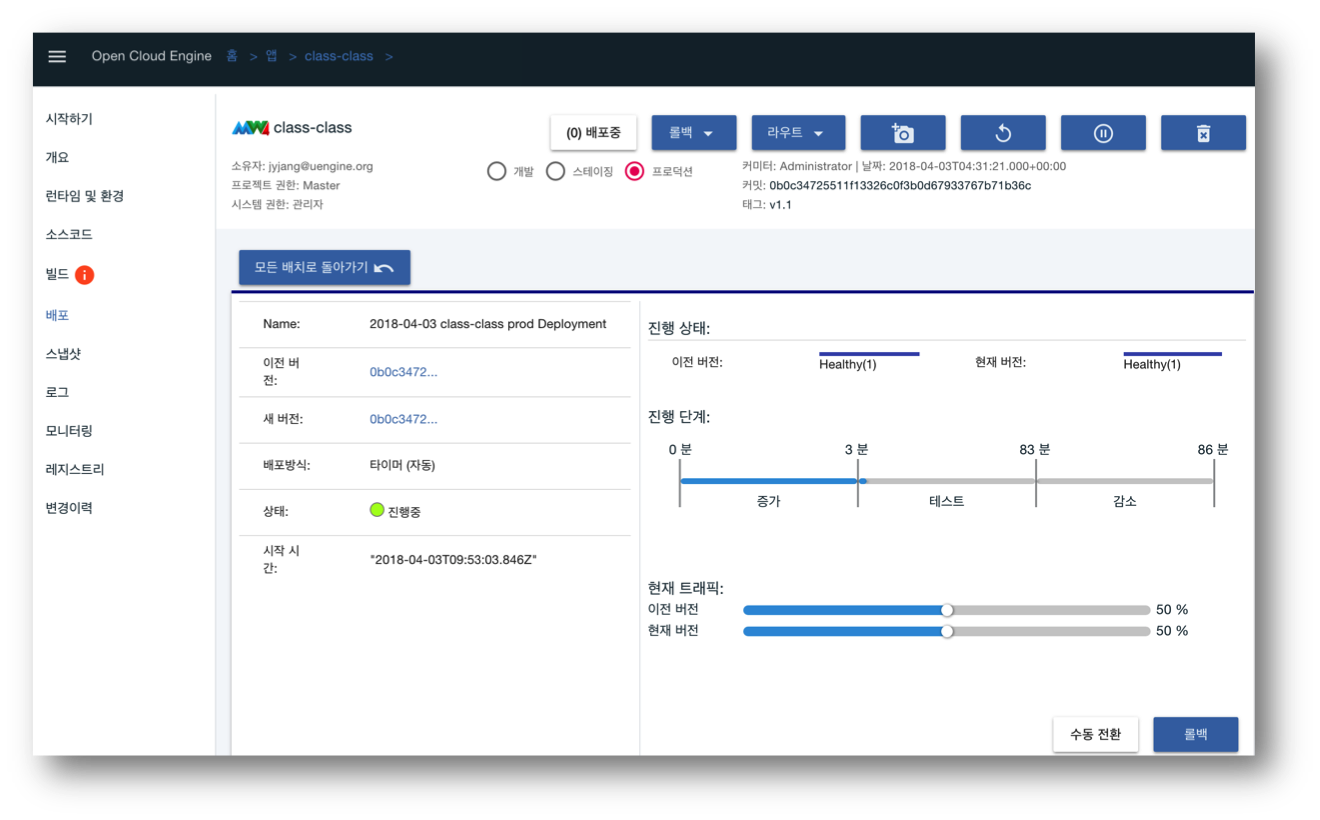 Open Cloud Engine 홈 > 앱 > class-class >
시작하기
개요
런타임 및 환경
소스코드
빌드
배포
스냅샷
로그
모니터링
레지스트리
변경이력
class-class
(0) 배포중
롤백
라우트
소유자: jyjang@uengine.org
프로젝트 권한: Master
시스템 권한: 관리자
개발
스테이징
프로덕션
커미터: Administrator | 날짜: 2018-04-03T04:31:21.000+00:00
커밋: 0b0c34725511f13326c0f3b0d67933767b71b36c
태그: v1.1
모든 배치로 돌아가기
Name: 2018-04-03 class-class prod Deployment
이전 버
전: 0b0c3472...
새 버전: 0b0c3472...
배포방식: 타이머 (자동)
상태: 진행중
시작 시
간: "2018-04-03T09:53:03.846Z"
진행 상태:
이전 버전: Healthy(1) 현재 버전: Healthy(1)
진행 단계:
0 분 3 분 83 분 86 분
증가 테스트 감소
현재 트래픽:
이전 버전 50 %
현재 버전 50 %
수동 전환
롤백